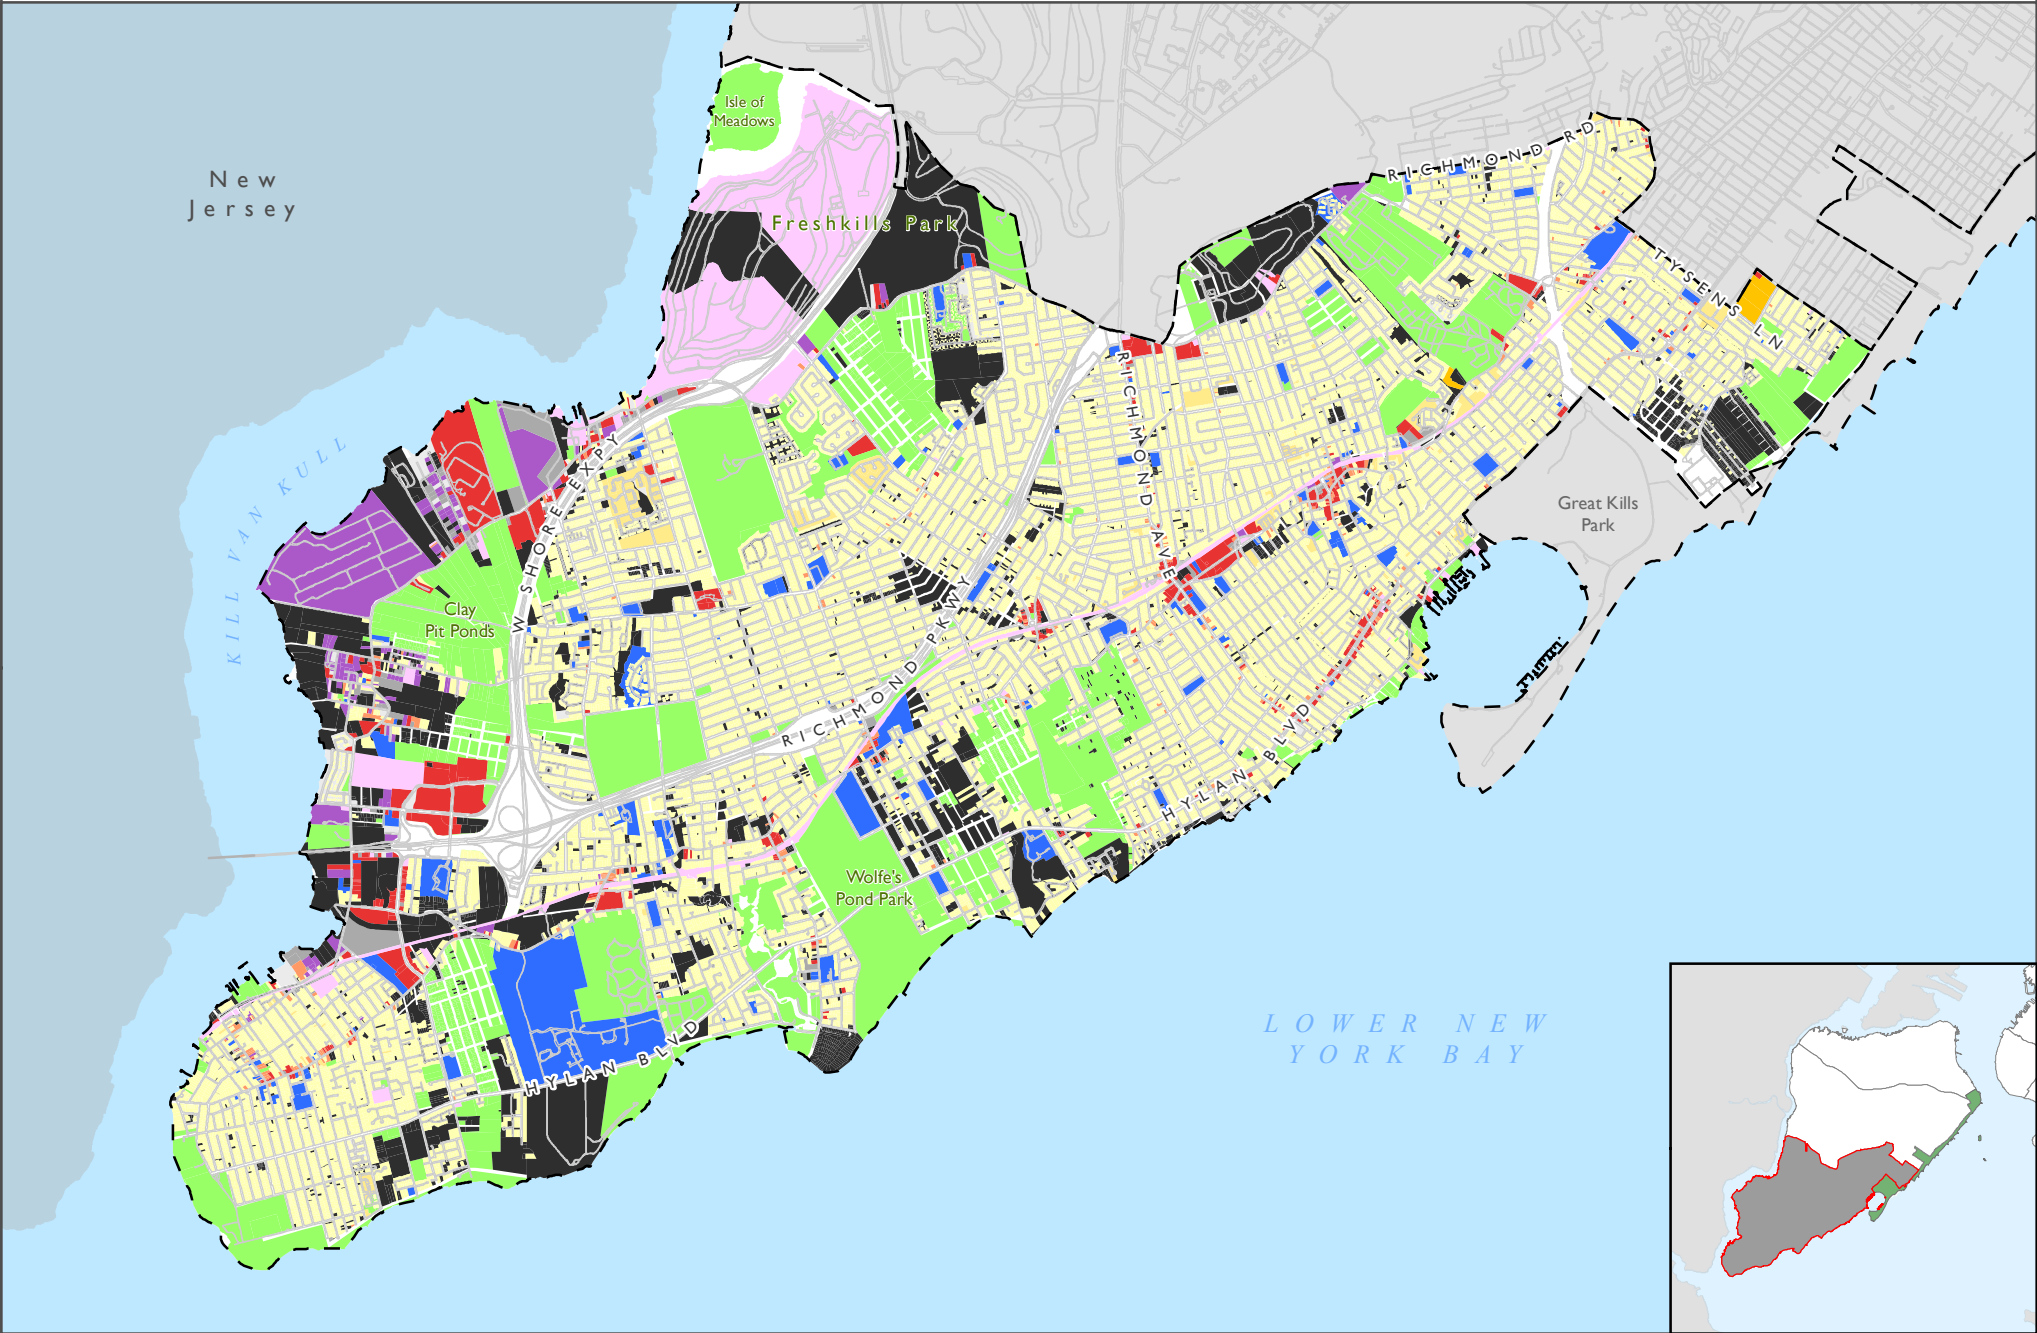 Isle of
Meadows
New
Jersey
Freshkills Park
RICHMOND RD
TYSENS LN
RICHMOND AVE
KILL VAN KULL
W SHORE EXPY
Great Kills
Park
Clay
Pit Ponds
RICHMOND PKWY
HYLAN BLVD
Wolfe's
Pond Park
HYLAN BLVD
LOWER NEW
YORK BAY